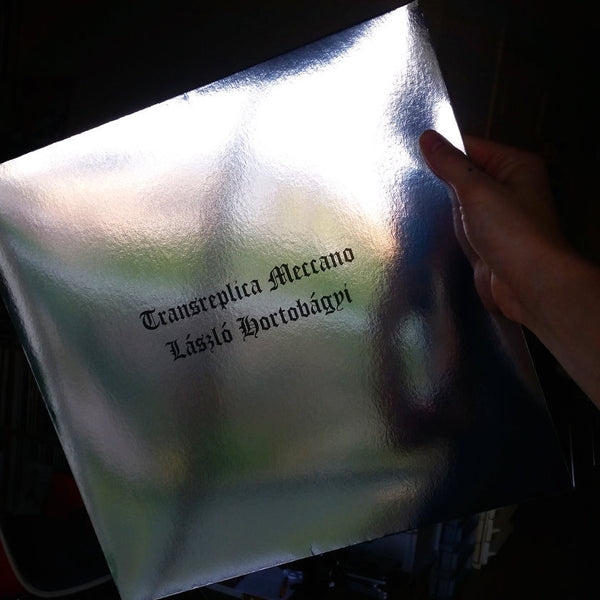 Transreplica Meccano
László Hortobágyi